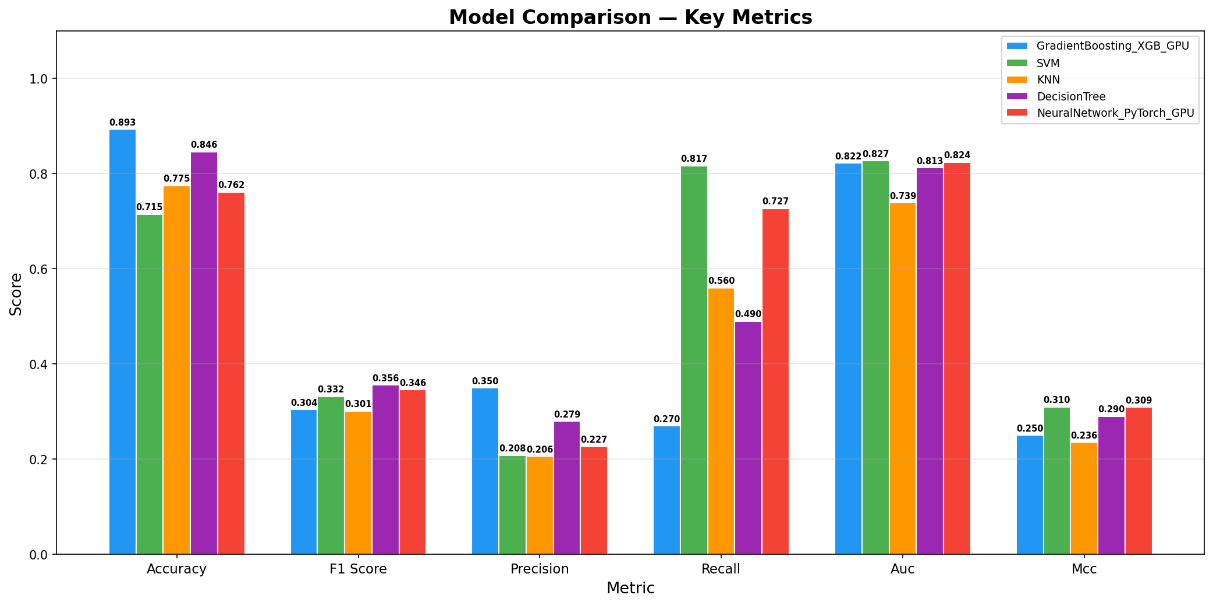 Model Comparison — Key Metrics
GradientBoosting_XGB_GPU
SVM
KNN
DecisionTree
NeuralNetwork_PyTorch_GPU
Score
1.0
0.8
0.6
0.4
0.2
0.0
0.893
0.715
0.775
0.846
0.762
0.304
0.332
0.301
0.356
0.346
0.350
0.208
0.206
0.279
0.227
0.270
0.817
0.560
0.490
0.727
0.822
0.827
0.739
0.813
0.824
0.250
0.310
0.236
0.290
0.309
Accuracy
F1 Score
Precision
Recall
Auc
Mcc
Metric